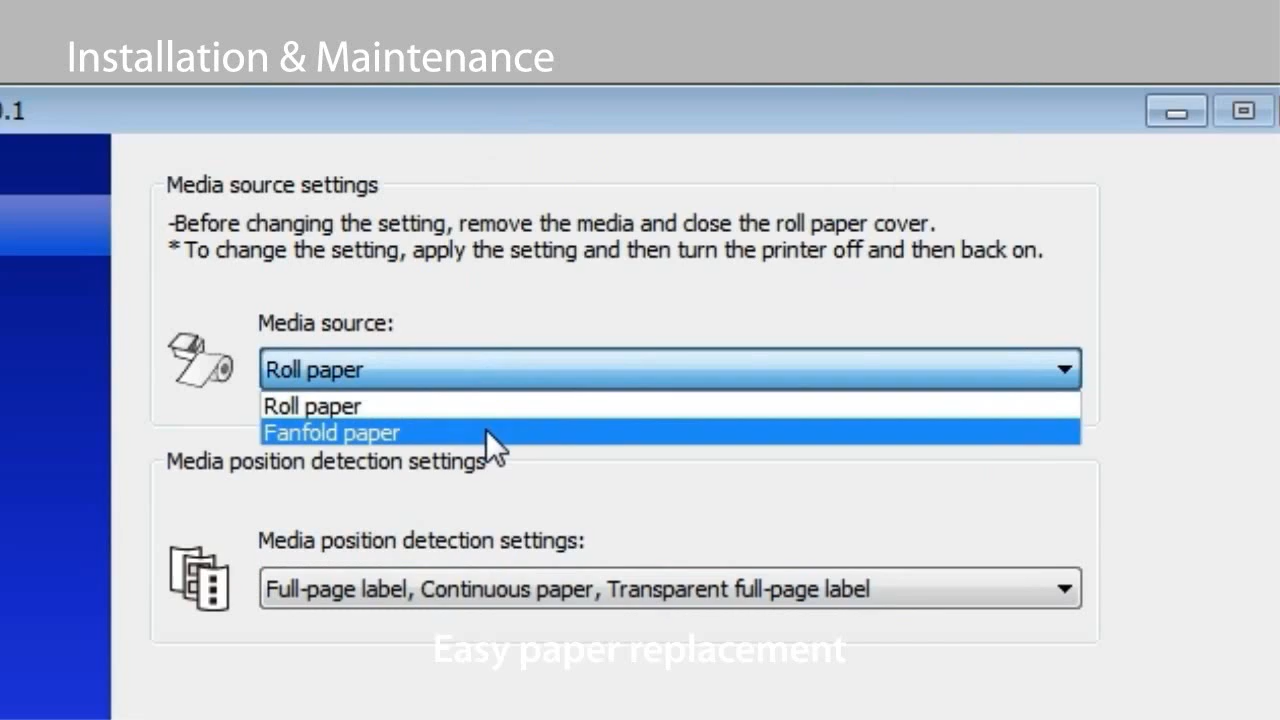 Installation & Maintenance
0.1
Media source settings
-Before changing the setting, remove the media and close the roll paper cover.
* To change the setting, apply the setting and then turn the printer off and then back on.
Media source:
Roll paper
Roll paper
Fanfold paper
Media position detection settings
Media position detection settings:
Full-page label, Continuous paper, Transparent full-page label
Easy paper replacement